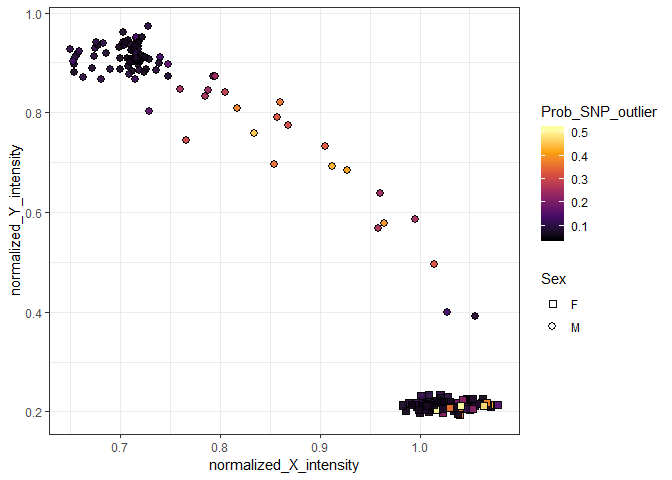 1.0
0.8
0.6
0.4
0.2
normalized_Y_intensity
0.7
0.8
0.9
1.0
normalized_X_intensity
Prob_SNP_outlier
0.5
0.4
0.3
0.2
0.1
Sex
F
M